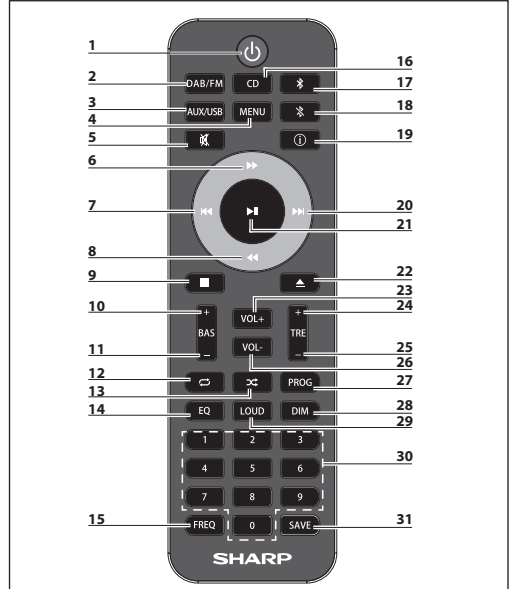 1
16
2 DAB/FM CD 17
3 AUX/USB MENU 18
4
5 19
6
7 20
21
8
9 22
23
10 + VOL+ + 24
BAS TRE
11 - VOL- - 25
26
12 PROG 27
13
14 EQ LOUD DIM 28
29
1 2 3
4 5 6 30
7 8 9
15 FREQ 0 SAVE 31
SHARP